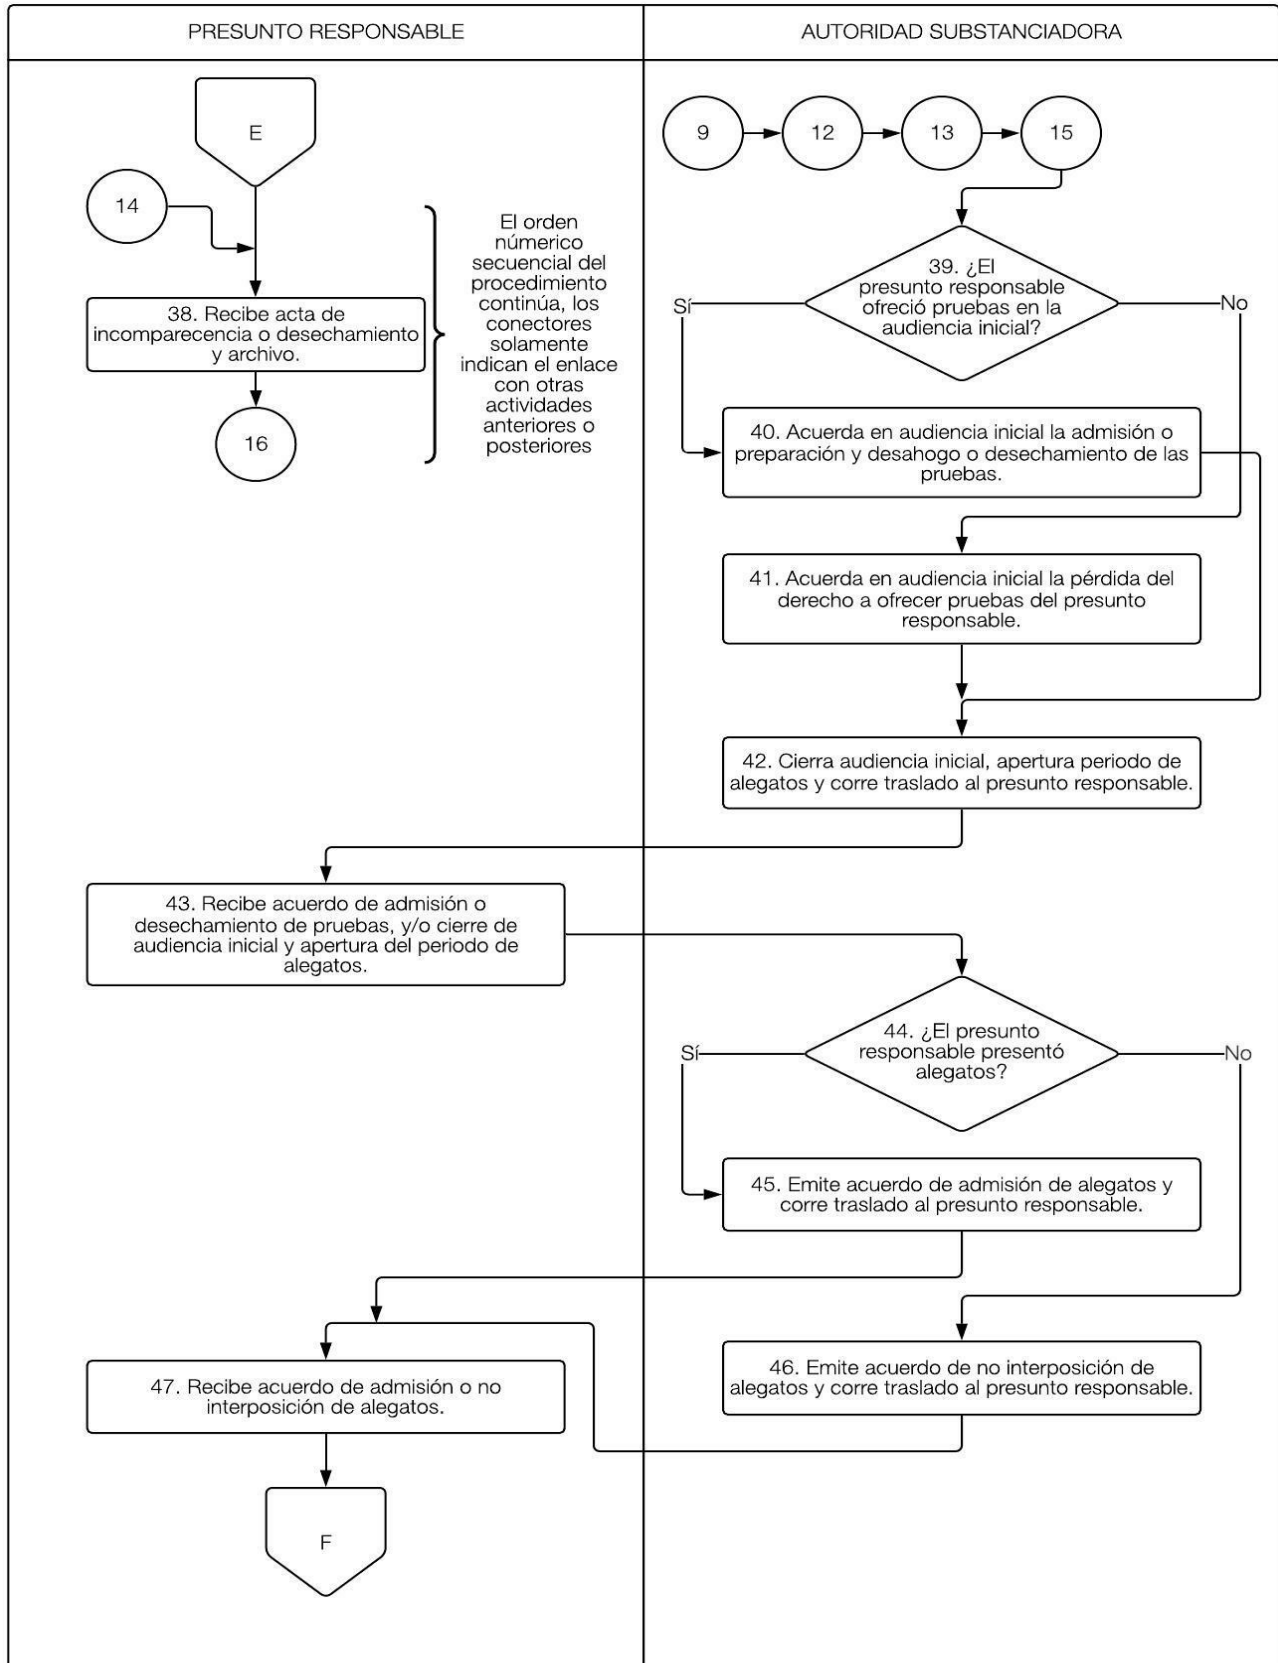 PRESUNTO RESPONSABLE
AUTORIDAD SUBSTANCIADORA
E
14
38. Recibe acta de
incomparecencia o desechamiento
y archivo.
16
El orden
númerico
secuencial del
procedimiento
continúa, los
conectores
solamente
indican el enlace
con otras
actividades
anteriores o
posteriores
9
12
13
15
39. ¿El
presunto responsable
ofreció pruebas en la
audiencia inicial?
Sí
No
40. Acuerda en audiencia inicial la admisión o
preparación y desahogo o desechamiento de las
pruebas.
41. Acuerda en audiencia inicial la pérdida del
derecho a ofrecer pruebas del presunto
responsable.
42. Cierra audiencia inicial, apertura periodo de
alegatos y corre traslado al presunto responsable.
43. Recibe acuerdo de admisión o
desechamiento de pruebas, y/o cierre de
audiencia inicial y apertura del periodo de
alegatos.
44. ¿El presunto
responsable presentó
alegatos?
Sí
No
45. Emite acuerdo de admisión de alegatos y
corre traslado al presunto responsable.
46. Emite acuerdo de no interposición de
alegatos y corre traslado al presunto responsable.
47. Recibe acuerdo de admisión o no
interposición de alegatos.
F